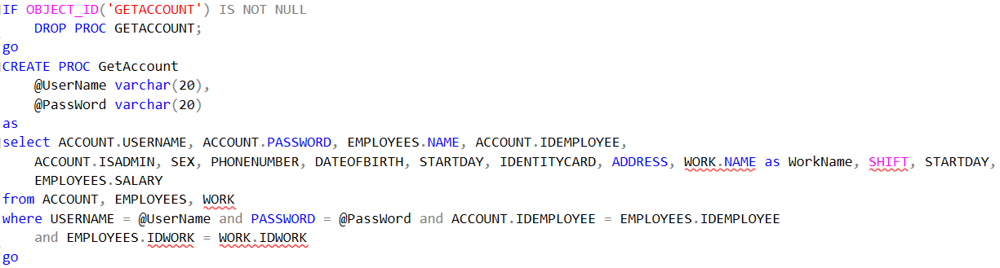 IF OBJECT_ID('GETACCOUNT') IS NOT NULL
DROP PROC GETACCOUNT;
go
CREATE PROC GetAccount
@UserName varchar(20),
@PassWord varchar(20)
as
select ACCOUNT.USERNAME, ACCOUNT.PASSWORD, EMPLOYEES.NAME, ACCOUNT.IDEMPLOYEE,
ACCOUNT.ISADMIN, SEX, PHONENUMBER, DATEOFBIRTH, STARTDAY, IDENTITYCARD, ADDRESS, WORK.NAME as WorkName, SHIFT, STARTDAY,
EMPLOYEES.SALARY
from ACCOUNT, EMPLOYEES, WORK
where USERNAME = @UserName and PASSWORD = @PassWord and ACCOUNT.IDEMPLOYEE = EMPLOYEES.IDEMPLOYEE
and EMPLOYEES.IDWORK = WORK.IDWORK
go